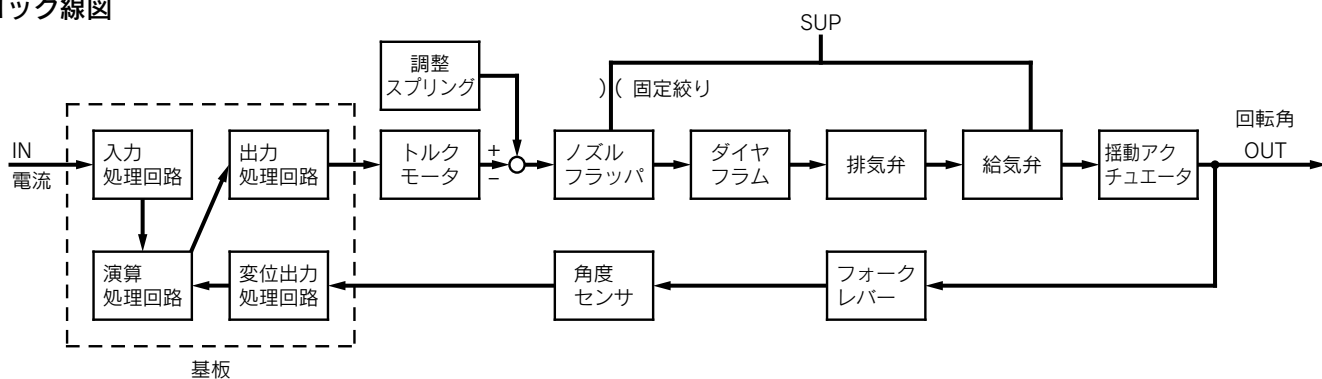 ック線図
SUP
調整
スプリング
)( 固定絞り
IN
電流
入力
処理回路
出力
処理回路
トルク
モータ
+
−
ノズル
フラッパ
ダイヤ
フラム
排気弁
給気弁
揺動アク
チュエータ
回転角
OUT
演算
処理回路
変位出力
処理回路
角度
センサ
フォーク
レバー
基板